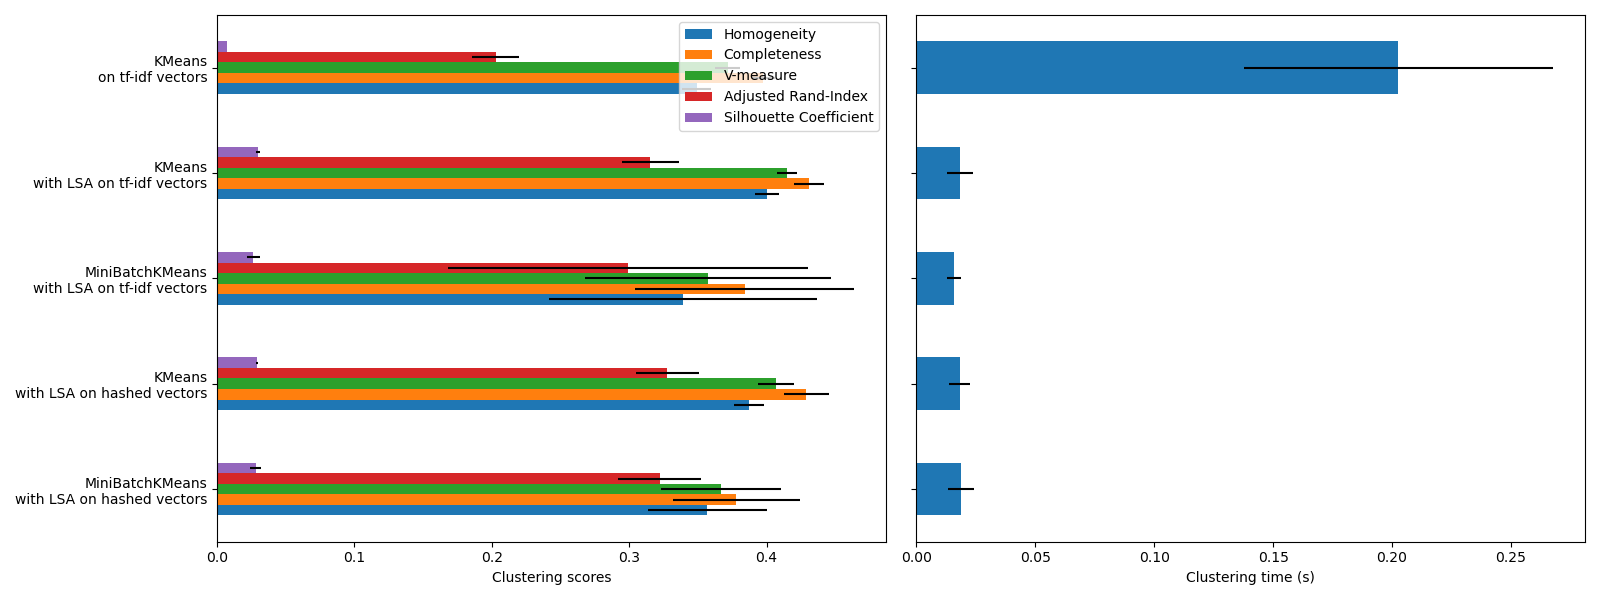 KMeans
on tf-idf vectors
KMeans
with LSA on tf-idf vectors
MiniBatchKMeans
with LSA on tf-idf vectors
KMeans
with LSA on hashed vectors
MiniBatchKMeans
with LSA on hashed vectors
Homogeneity
Completeness
V-measure
Adjusted Rand-Index
Silhouette Coefficient
0.0 0.1 0.2 0.3 0.4
Clustering scores
0.00 0.05 0.10 0.15 0.20 0.25
Clustering time (s)